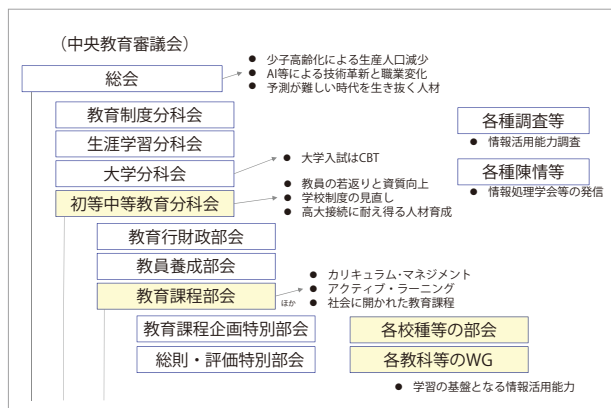 （中央教育審議会）
総会
● 少子高齢化による生産人口減少
● AI等による技術革新と職業変化
● 予測が難しい時代を生き抜く人材
教育制度分科会
生涯学習分科会
大学分科会
● 大学入試はCBT
初等中等教育分科会
● 教員の若返りと資質向上
● 学校制度の見直し
● 高大接続に耐え得る人材育成
各種調査等
● 情報活用能力調査
各種陳情等
● 情報処理学会等の発信
教育行財政部会
教員養成部会
教育課程部会
ほか
● カリキュラム･マネジメント
● アクティブ・ラーニング
● 社会に開かれた教育課程
教育課程企画特別部会
各校種等の部会
総則・評価特別部会
各教科等のWG
● 学習の基盤となる情報活用能力